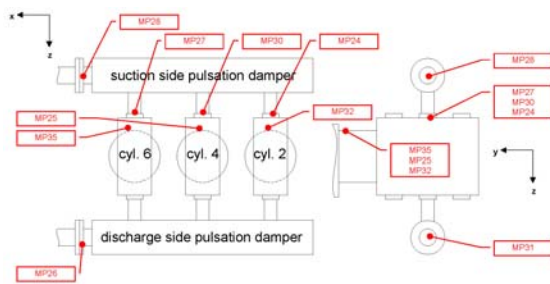 x
z
MP28
MP27
MP30
MP24
suction side pulsation damper
MP28
MP27
MP30
MP24
MP25
MP35
MP32
cyl. 6
cyl. 4
cyl. 2
MP35
MP25
MP32
y
z
discharge side pulsation damper
MP26
MP31